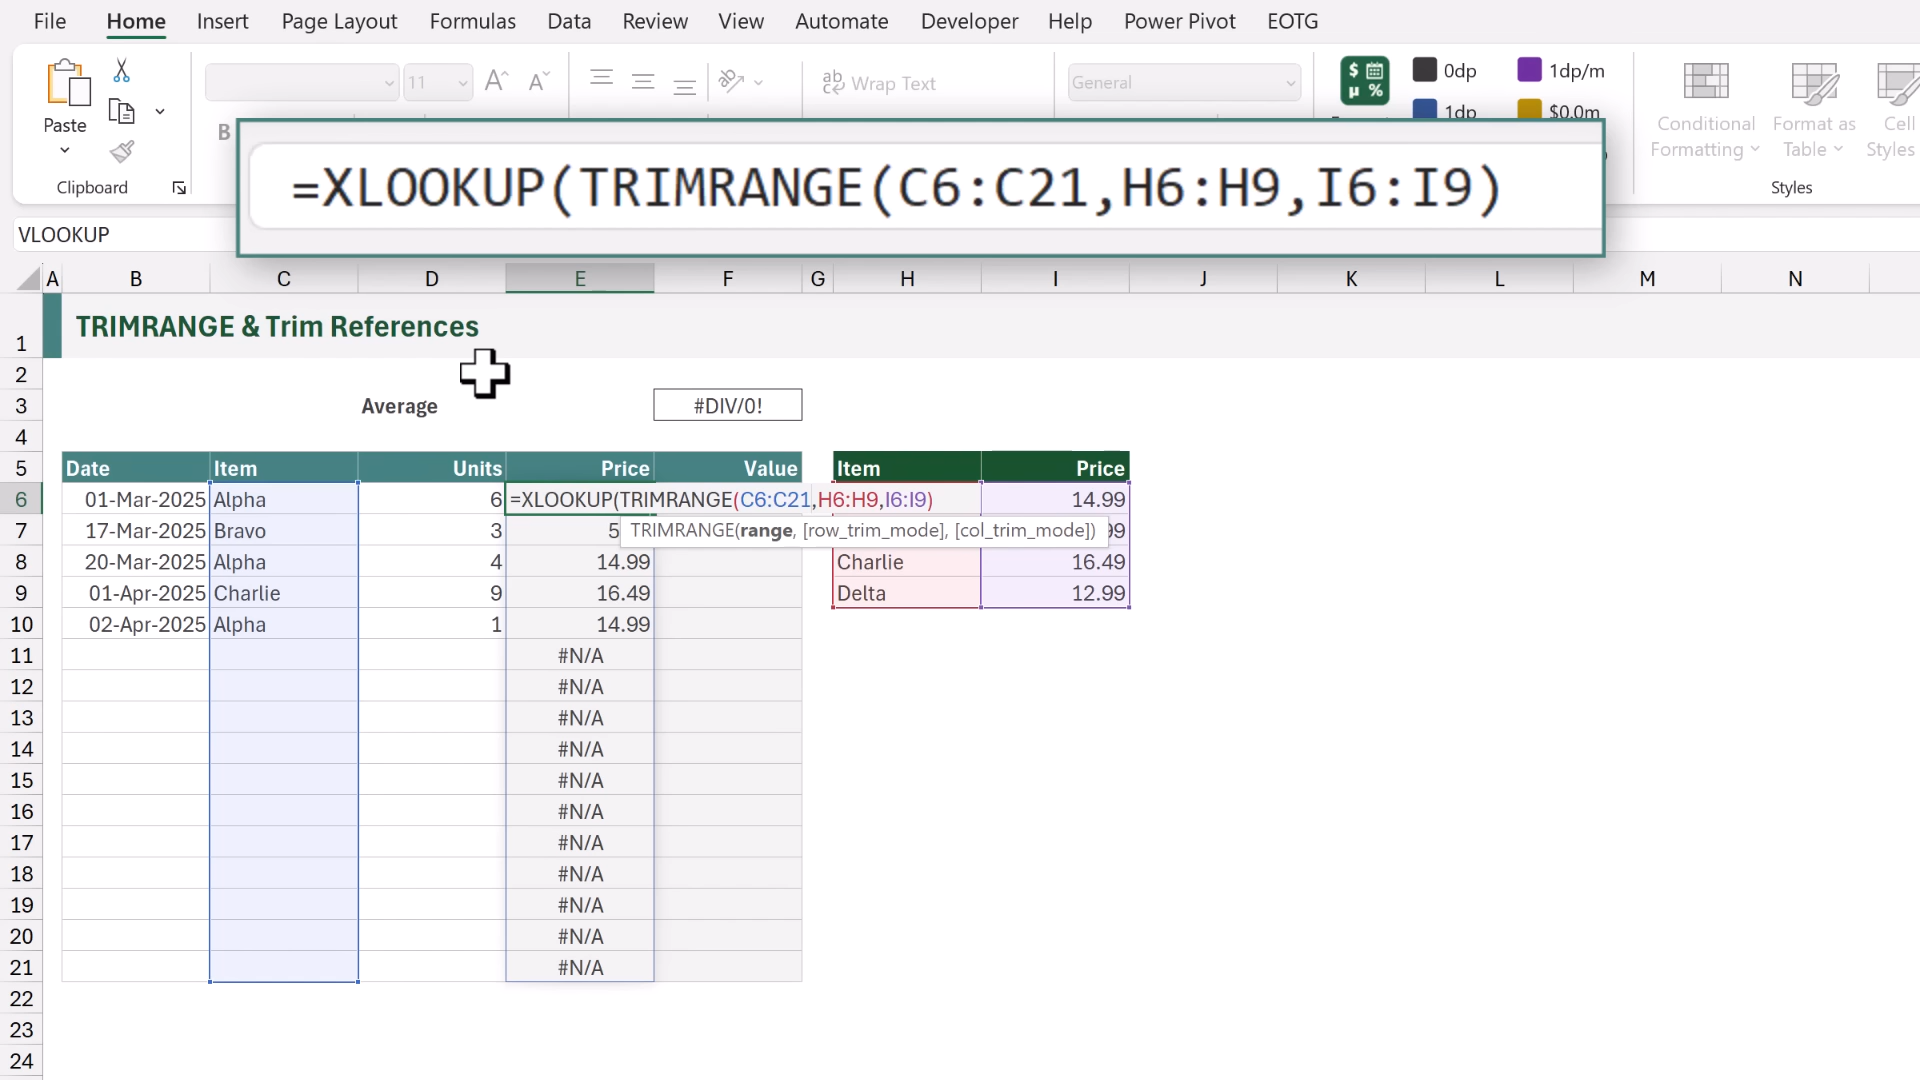 File Home Insert Page Layout Formulas Data Review View Automate Developer Help Power Pivot EOTG
Paste
Clipboard
11
B
ab Wrap Text
General
0dp
1dp/m
1dp
$0.0m
Conditional Formatting
Format as Table
Cell Styles
Styles
=XLOOKUP(TRIMRANGE(C6:C21,H6:H9,I6:I9)
VLOOKUP
A B C D E F G H I J K L M N
1 TRIMRANGE & Trim References
2
3 Average #DIV/0!
4
5 Date Item Units Price Value Item Price
6 01-Mar-2025 Alpha 6 =XLOOKUP(TRIMRANGE(C6:C21,H6:H9,I6:I9) 14.99
7 17-Mar-2025 Bravo 3 5 TRIMRANGE(range, [row_trim_mode], [col_trim_mode]) 99
8 20-Mar-2025 Alpha 4 14.99 Charlie 16.49
9 01-Apr-2025 Charlie 9 16.49 Delta 12.99
10 02-Apr-2025 Alpha 1 14.99
11 #N/A
12 #N/A
13 #N/A
14 #N/A
15 #N/A
16 #N/A
17 #N/A
18 #N/A
19 #N/A
20 #N/A
21 #N/A
22
23
24